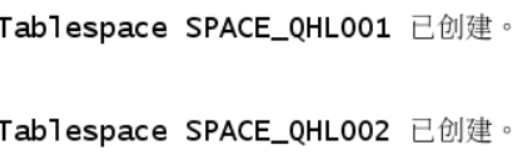 Tablespace SPACE_QHL001 已创建。
Tablespace SPACE_QHL002 已创建。